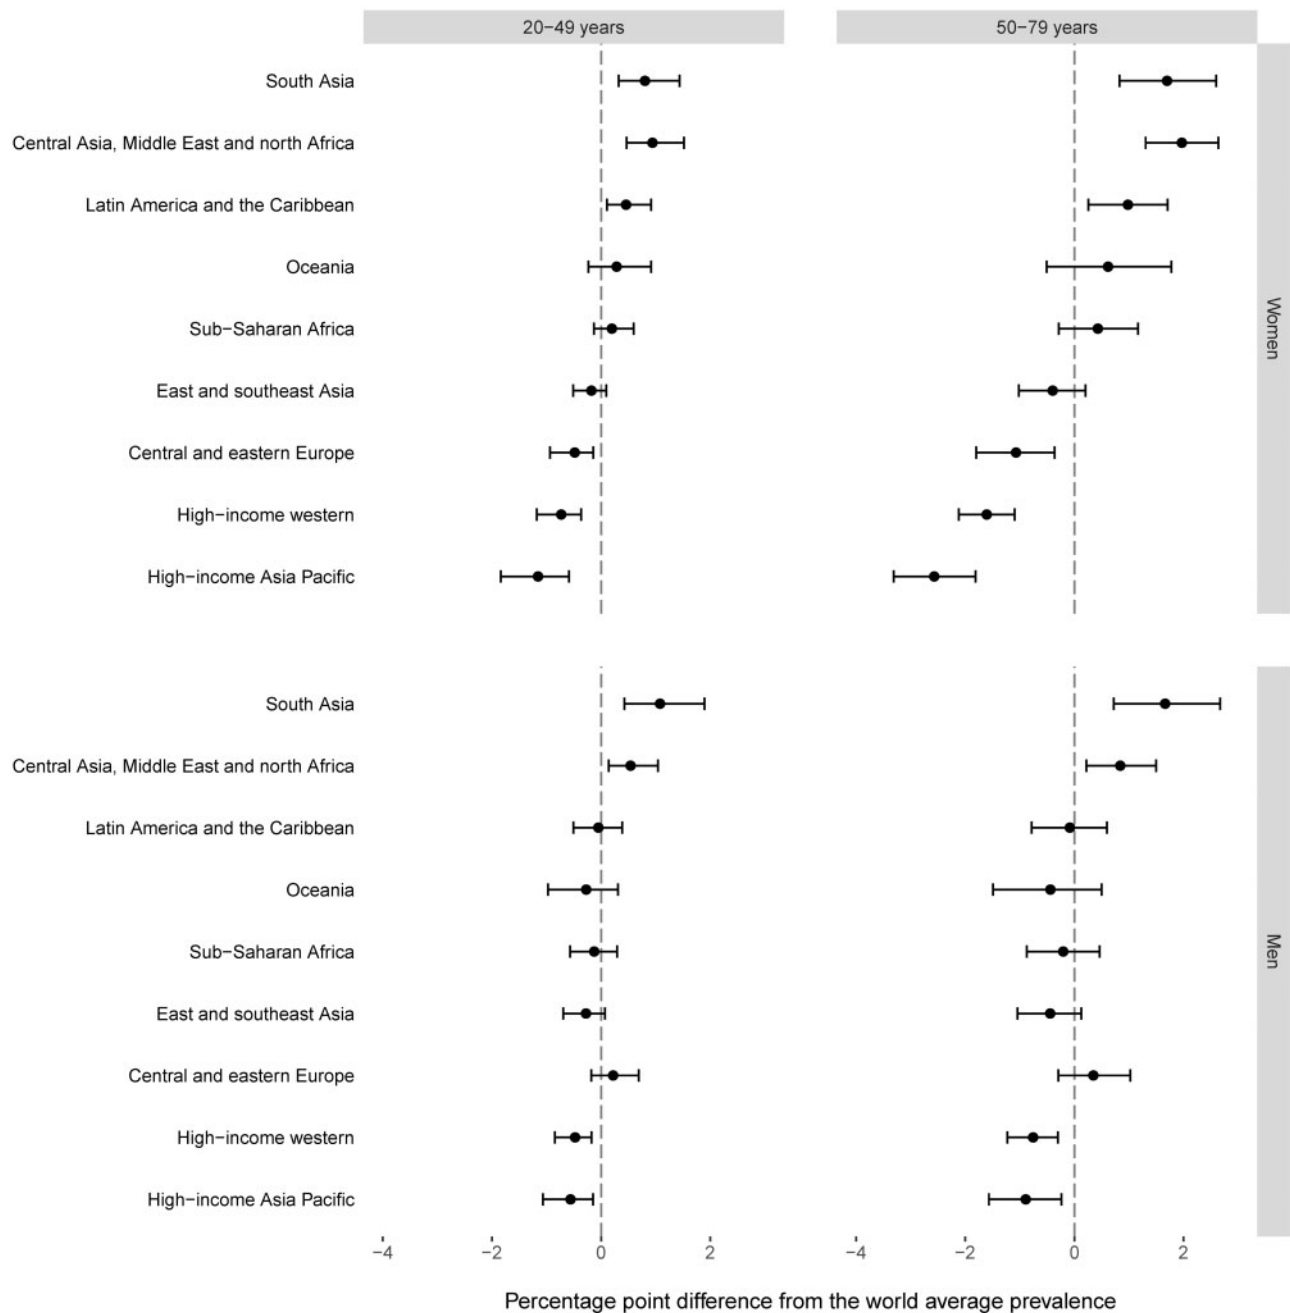 20−49 years
50−79 years
South Asia
Central Asia, Middle East and north Africa
Latin America and the Caribbean
Oceania
Sub−Saharan Africa
East and southeast Asia
Central and eastern Europe
High−income western
High−income Asia Pacific
Women
South Asia
Central Asia, Middle East and north Africa
Latin America and the Caribbean
Oceania
Sub−Saharan Africa
East and southeast Asia
Central and eastern Europe
High−income western
High−income Asia Pacific
Men
−4 −2 0 2
−4 −2 0 2
Percentage point difference from the world average prevalence